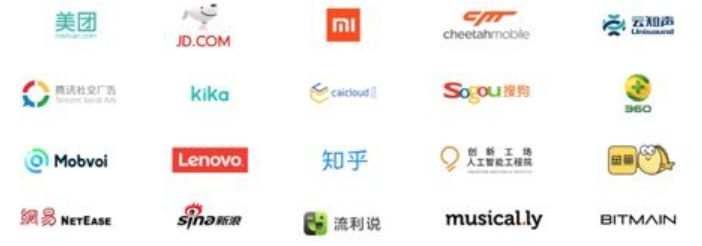 美团
meituan.com
JD.COM
mi
cheetahmobile
云知声
Unisound
腾讯社交广告
Tencent Social Ads
kika
caicloud
Sogou搜狗
360
Mobvoi
Lenovo
知乎
创新工场
人工智能工程院
網易 NETEASE
sina新浪
流利说
musical.ly
BITMAIN